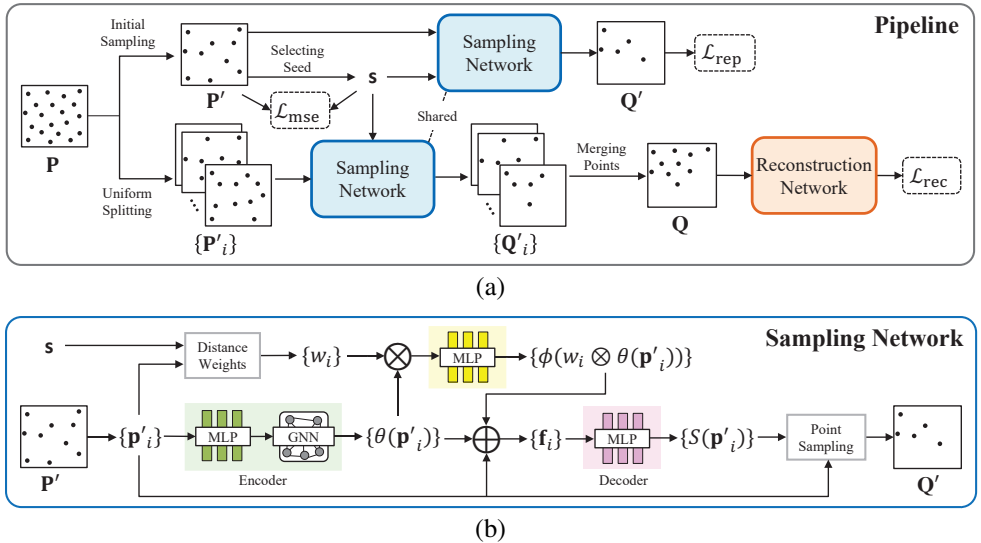 Pipeline
Initial
Sampling
P′
Selecting
Seed
s
Sampling
Network
Q′
ℒrep
ℒmse
P
Shared
Uniform
Splitting
{P′i}
Sampling
Network
{Q′i}
Merging
Points
Q
Reconstruction
Network
ℒrec
(a)
Sampling Network
s
Distance
Weights
{wi}
⊗
MLP
{ϕ(wi ⊗ θ(p′i))}
P′
{p′i}
MLP
GNN
Encoder
{θ(p′i)}
⊕
{fi}
MLP
Decoder
{S(p′i)}
Point
Sampling
Q′
(b)